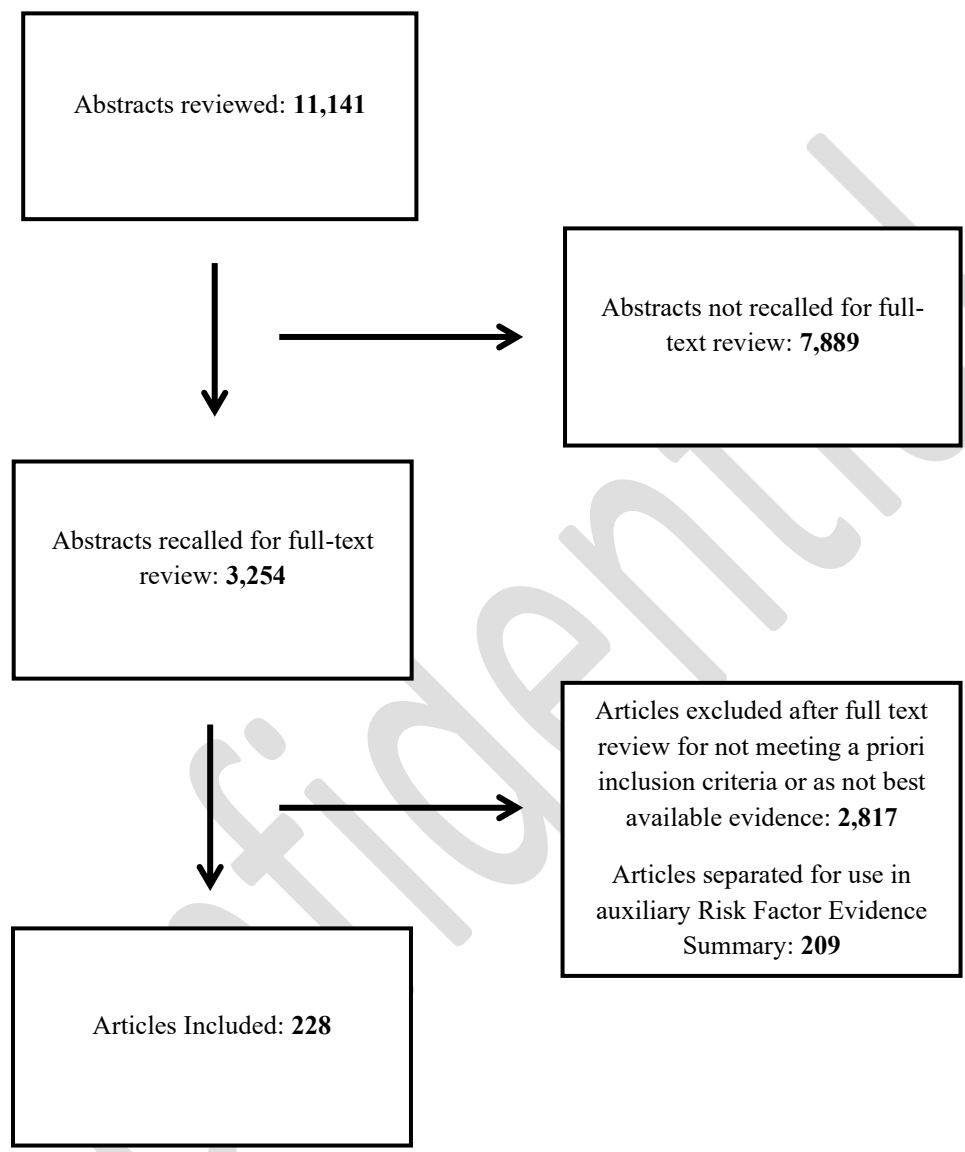 Abstracts reviewed: 11,141
Abstracts not recalled for full-
text review: 7,889
Abstracts recalled for full-text
review: 3,254
Articles excluded after full text
review for not meeting a priori
inclusion criteria or as not best
available evidence: 2,817
Articles separated for use in
auxiliary Risk Factor Evidence
Summary: 209
Articles Included: 228